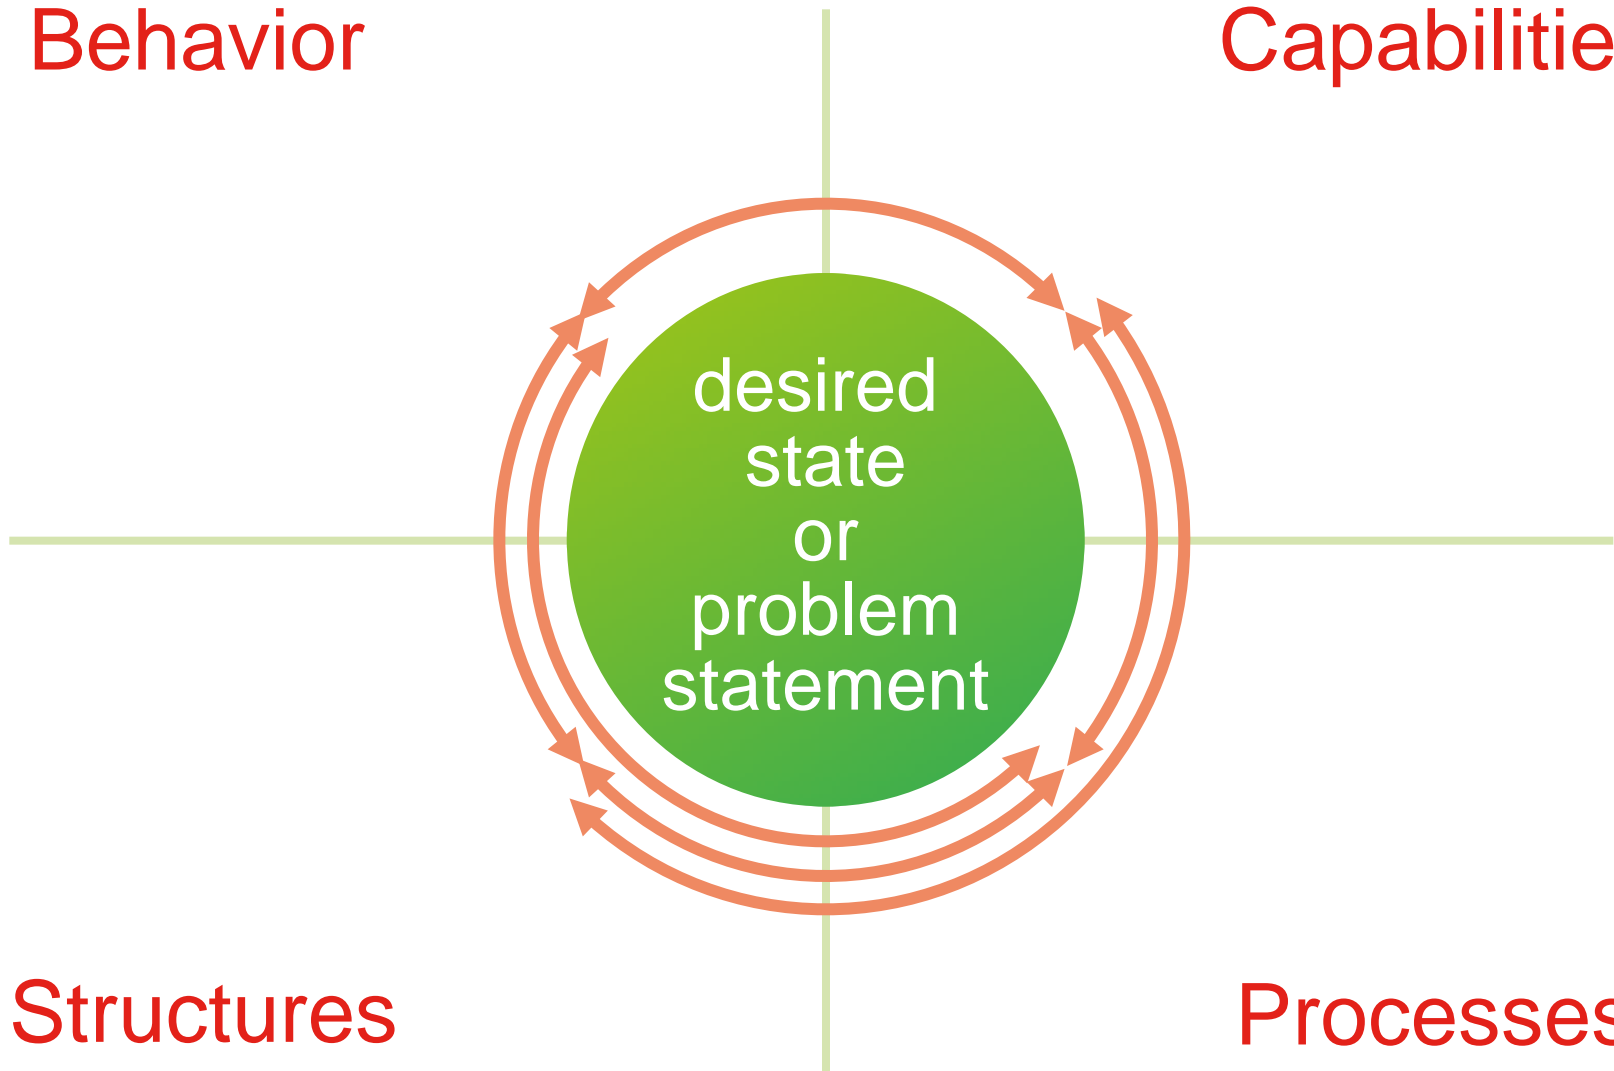 Behavior
Capabilitie
desired
state
or
problem
statement
Structures
Processes